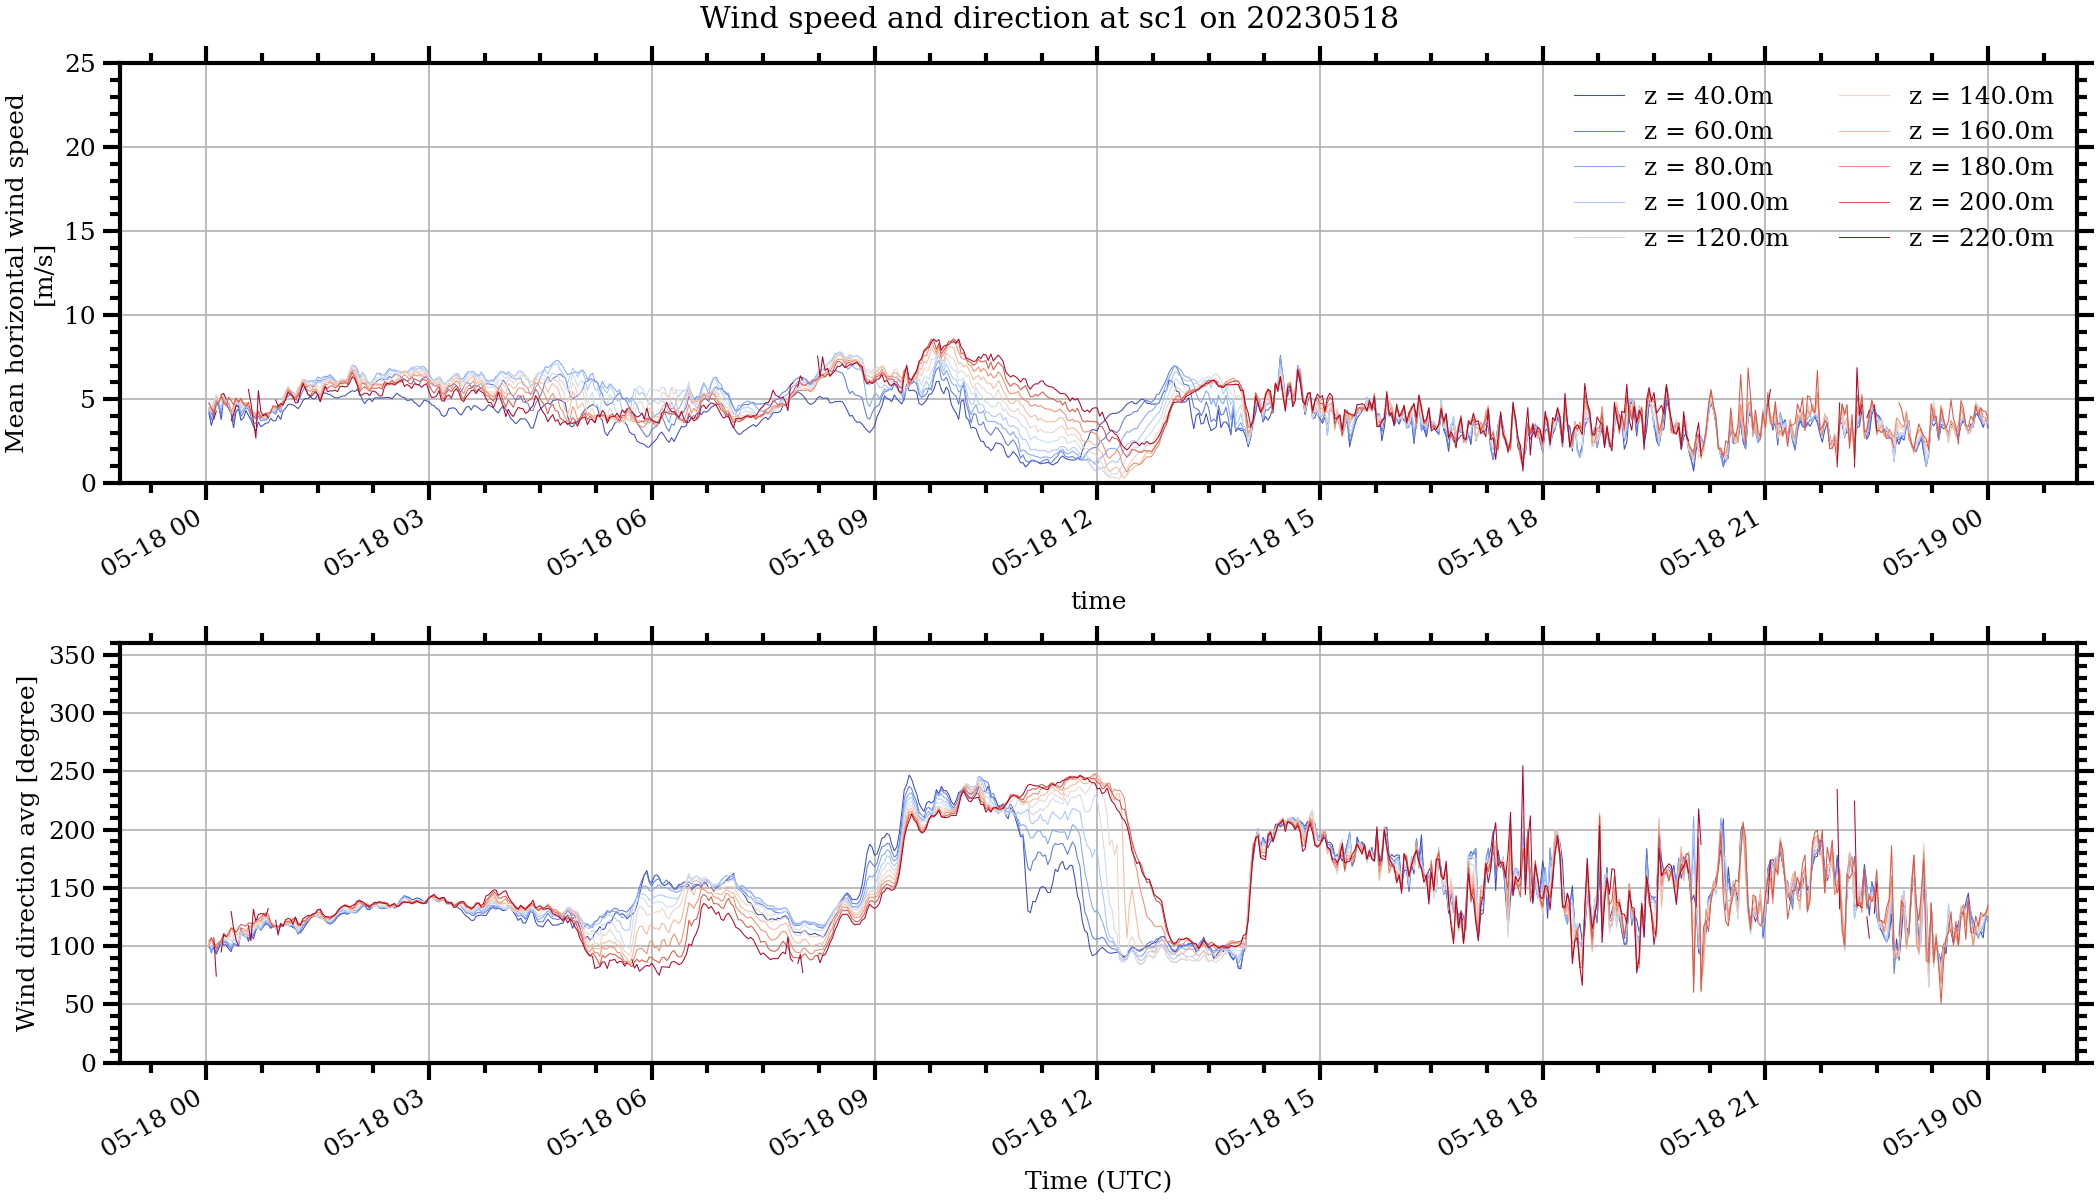 Wind speed and direction at sc1 on 20230518
Mean horizontal wind speed
[m/s]
25
20
15
10
5
0
z = 40.0m
z = 60.0m
z = 80.0m
z = 100.0m
z = 120.0m
z = 140.0m
z = 160.0m
z = 180.0m
z = 200.0m
z = 220.0m
05-18 00
05-18 03
05-18 06
05-18 09
05-18 12
05-18 15
05-18 18
05-18 21
05-19 00
time
Wind direction avg [degree]
350
300
250
200
150
100
50
0
05-18 00
05-18 03
05-18 06
05-18 09
05-18 12
05-18 15
05-18 18
05-18 21
05-19 00
Time (UTC)